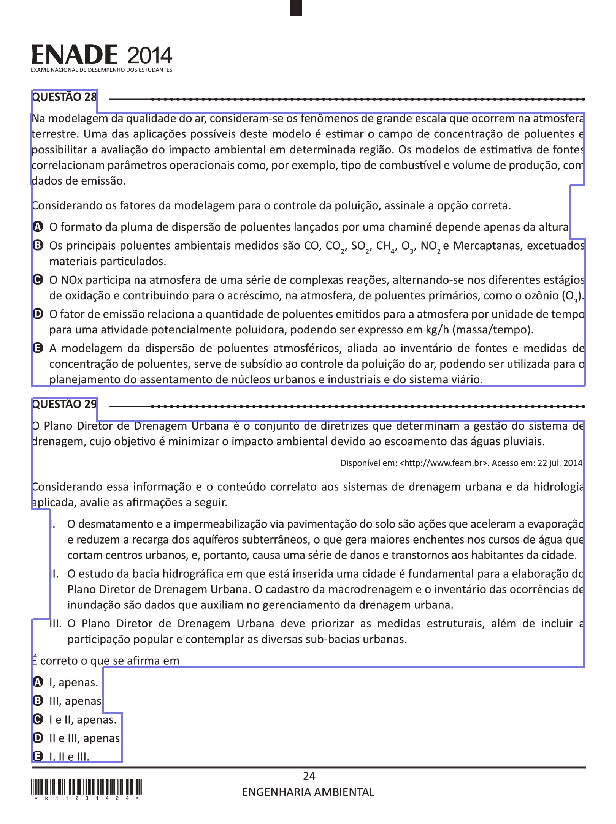 ENADE 2014
EXAME NACIONAL DE DESEMPENHO DOS ESTUDANTES
QUESTÃO 28
Na modelagem da qualidade do ar, consideram-se os fenômenos de grande escala que ocorrem na atmosfera
terrestre. Uma das aplicações possíveis deste modelo é estimar o campo de concentração de poluentes e
possibilitar a avaliação do impacto ambiental em determinada região. Os modelos de estimativa de fontes
correlacionam parâmetros operacionais como, por exemplo, tipo de combustível e volume de produção, com
dados de emissão.
Considerando os fatores da modelagem para o controle da poluição, assinale a opção correta.
A O formato da pluma de dispersão de poluentes lançados por uma chaminé depende apenas da altura
B Os principais poluentes ambientais medidos são CO, CO2, SO2, CH4, O3, NO2 e Mercaptanas, excetuados
materiais particulados.
C O NOx participa na atmosfera de uma série de complexas reações, alternando-se nos diferentes estágios
de oxidação e contribuindo para o acréscimo, na atmosfera, de poluentes primários, como o ozônio (O3).
D O fator de emissão relaciona a quantidade de poluentes emitidos para a atmosfera por unidade de tempo
para uma atividade potencialmente poluidora, podendo ser expresso em kg/h (massa/tempo).
E A modelagem da dispersão de poluentes atmosféricos, aliada ao inventário de fontes e medidas de
concentração de poluentes, serve de subsídio ao controle da poluição do ar, podendo ser utilizada para o
planejamento do assentamento de núcleos urbanos e industriais e do sistema viário.
QUESTÃO 29
O Plano Diretor de Drenagem Urbana é o conjunto de diretrizes que determinam a gestão do sistema de
drenagem, cujo objetivo é minimizar o impacto ambiental devido ao escoamento das águas pluviais.
Disponível em: <http://www.feam.br>. Acesso em: 22 jul. 2014.
Considerando essa informação e o conteúdo correlato aos sistemas de drenagem urbana e da hidrologia
aplicada, avalie as afirmações a seguir.
I. O desmatamento e a impermeabilização via pavimentação do solo são ações que aceleram a evaporação
e reduzem a recarga dos aquíferos subterrâneos, o que gera maiores enchentes nos cursos de água que
cortam centros urbanos, e, portanto, causa uma série de danos e transtornos aos habitantes da cidade.
II. O estudo da bacia hidrográfica em que está inserida uma cidade é fundamental para a elaboração do
Plano Diretor de Drenagem Urbana. O cadastro da macrodrenagem e o inventário das ocorrências de
inundação são dados que auxiliam no gerenciamento da drenagem urbana.
III. O Plano Diretor de Drenagem Urbana deve priorizar as medidas estruturais, além de incluir a
participação popular e contemplar as diversas sub-bacias urbanas.
É correto o que se afirma em
A I, apenas.
B III, apenas
C I e II, apenas.
D II e III, apenas
E I, II e III.
24
ENGENHARIA AMBIENTAL